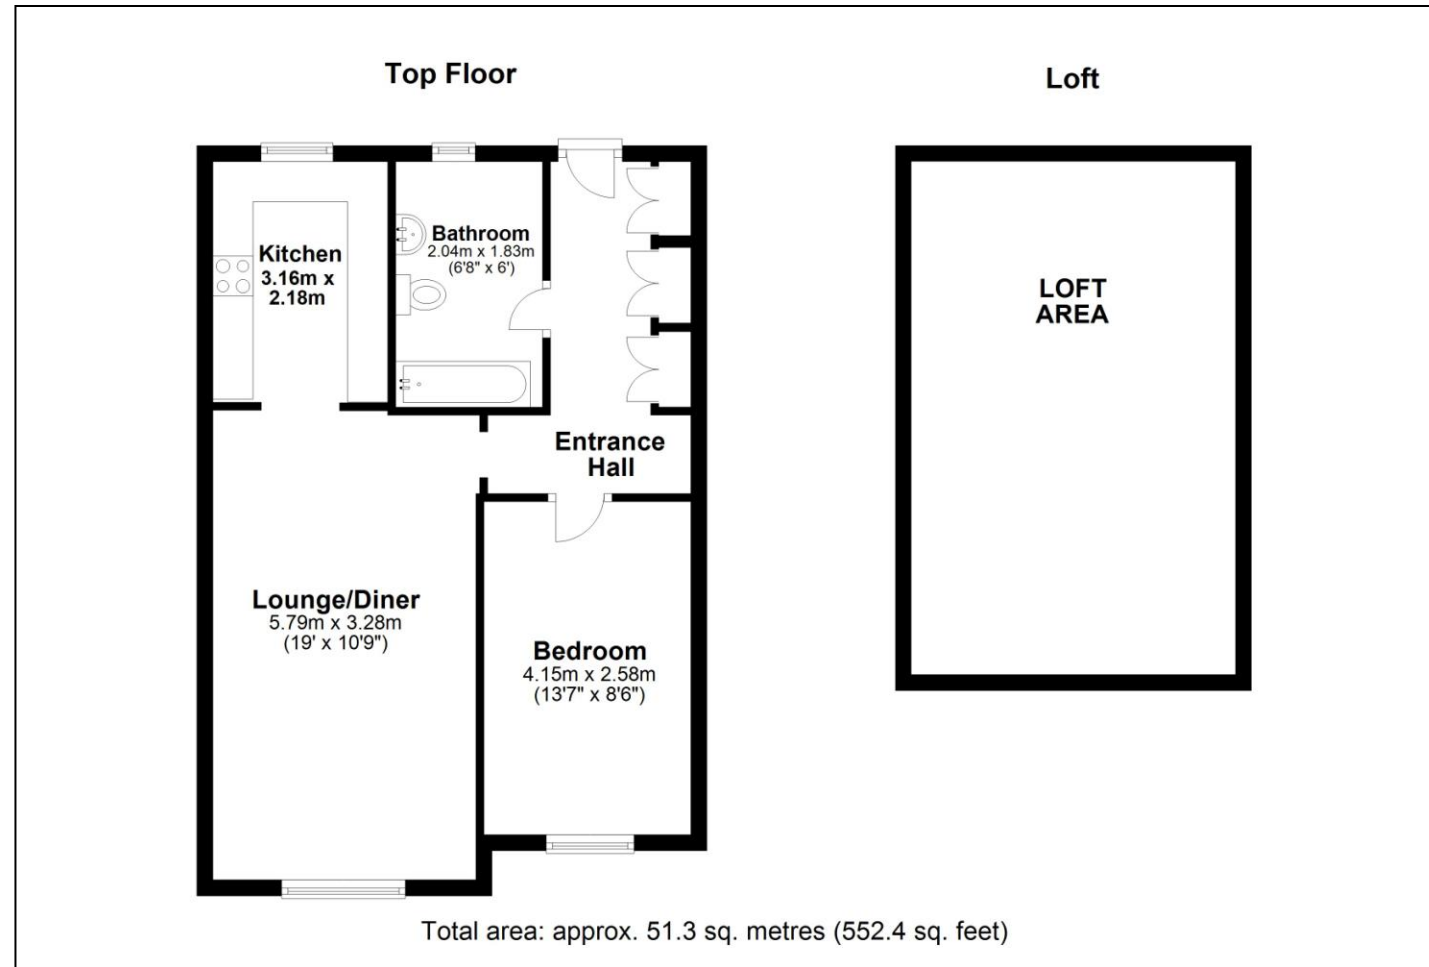 Top Floor
Loft
Kitchen
3.16m x
2.18m
Bathroom
2.04m x 1.83m
(6'8" x 6')
Entrance
Hall
Lounge/Diner
5.79m x 3.28m
(19' x 10'9")
Bedroom
4.15m x 2.58m
(13'7" x 8'6")
LOFT
AREA
Total area: approx. 51.3 sq. metres (552.4 sq. feet)